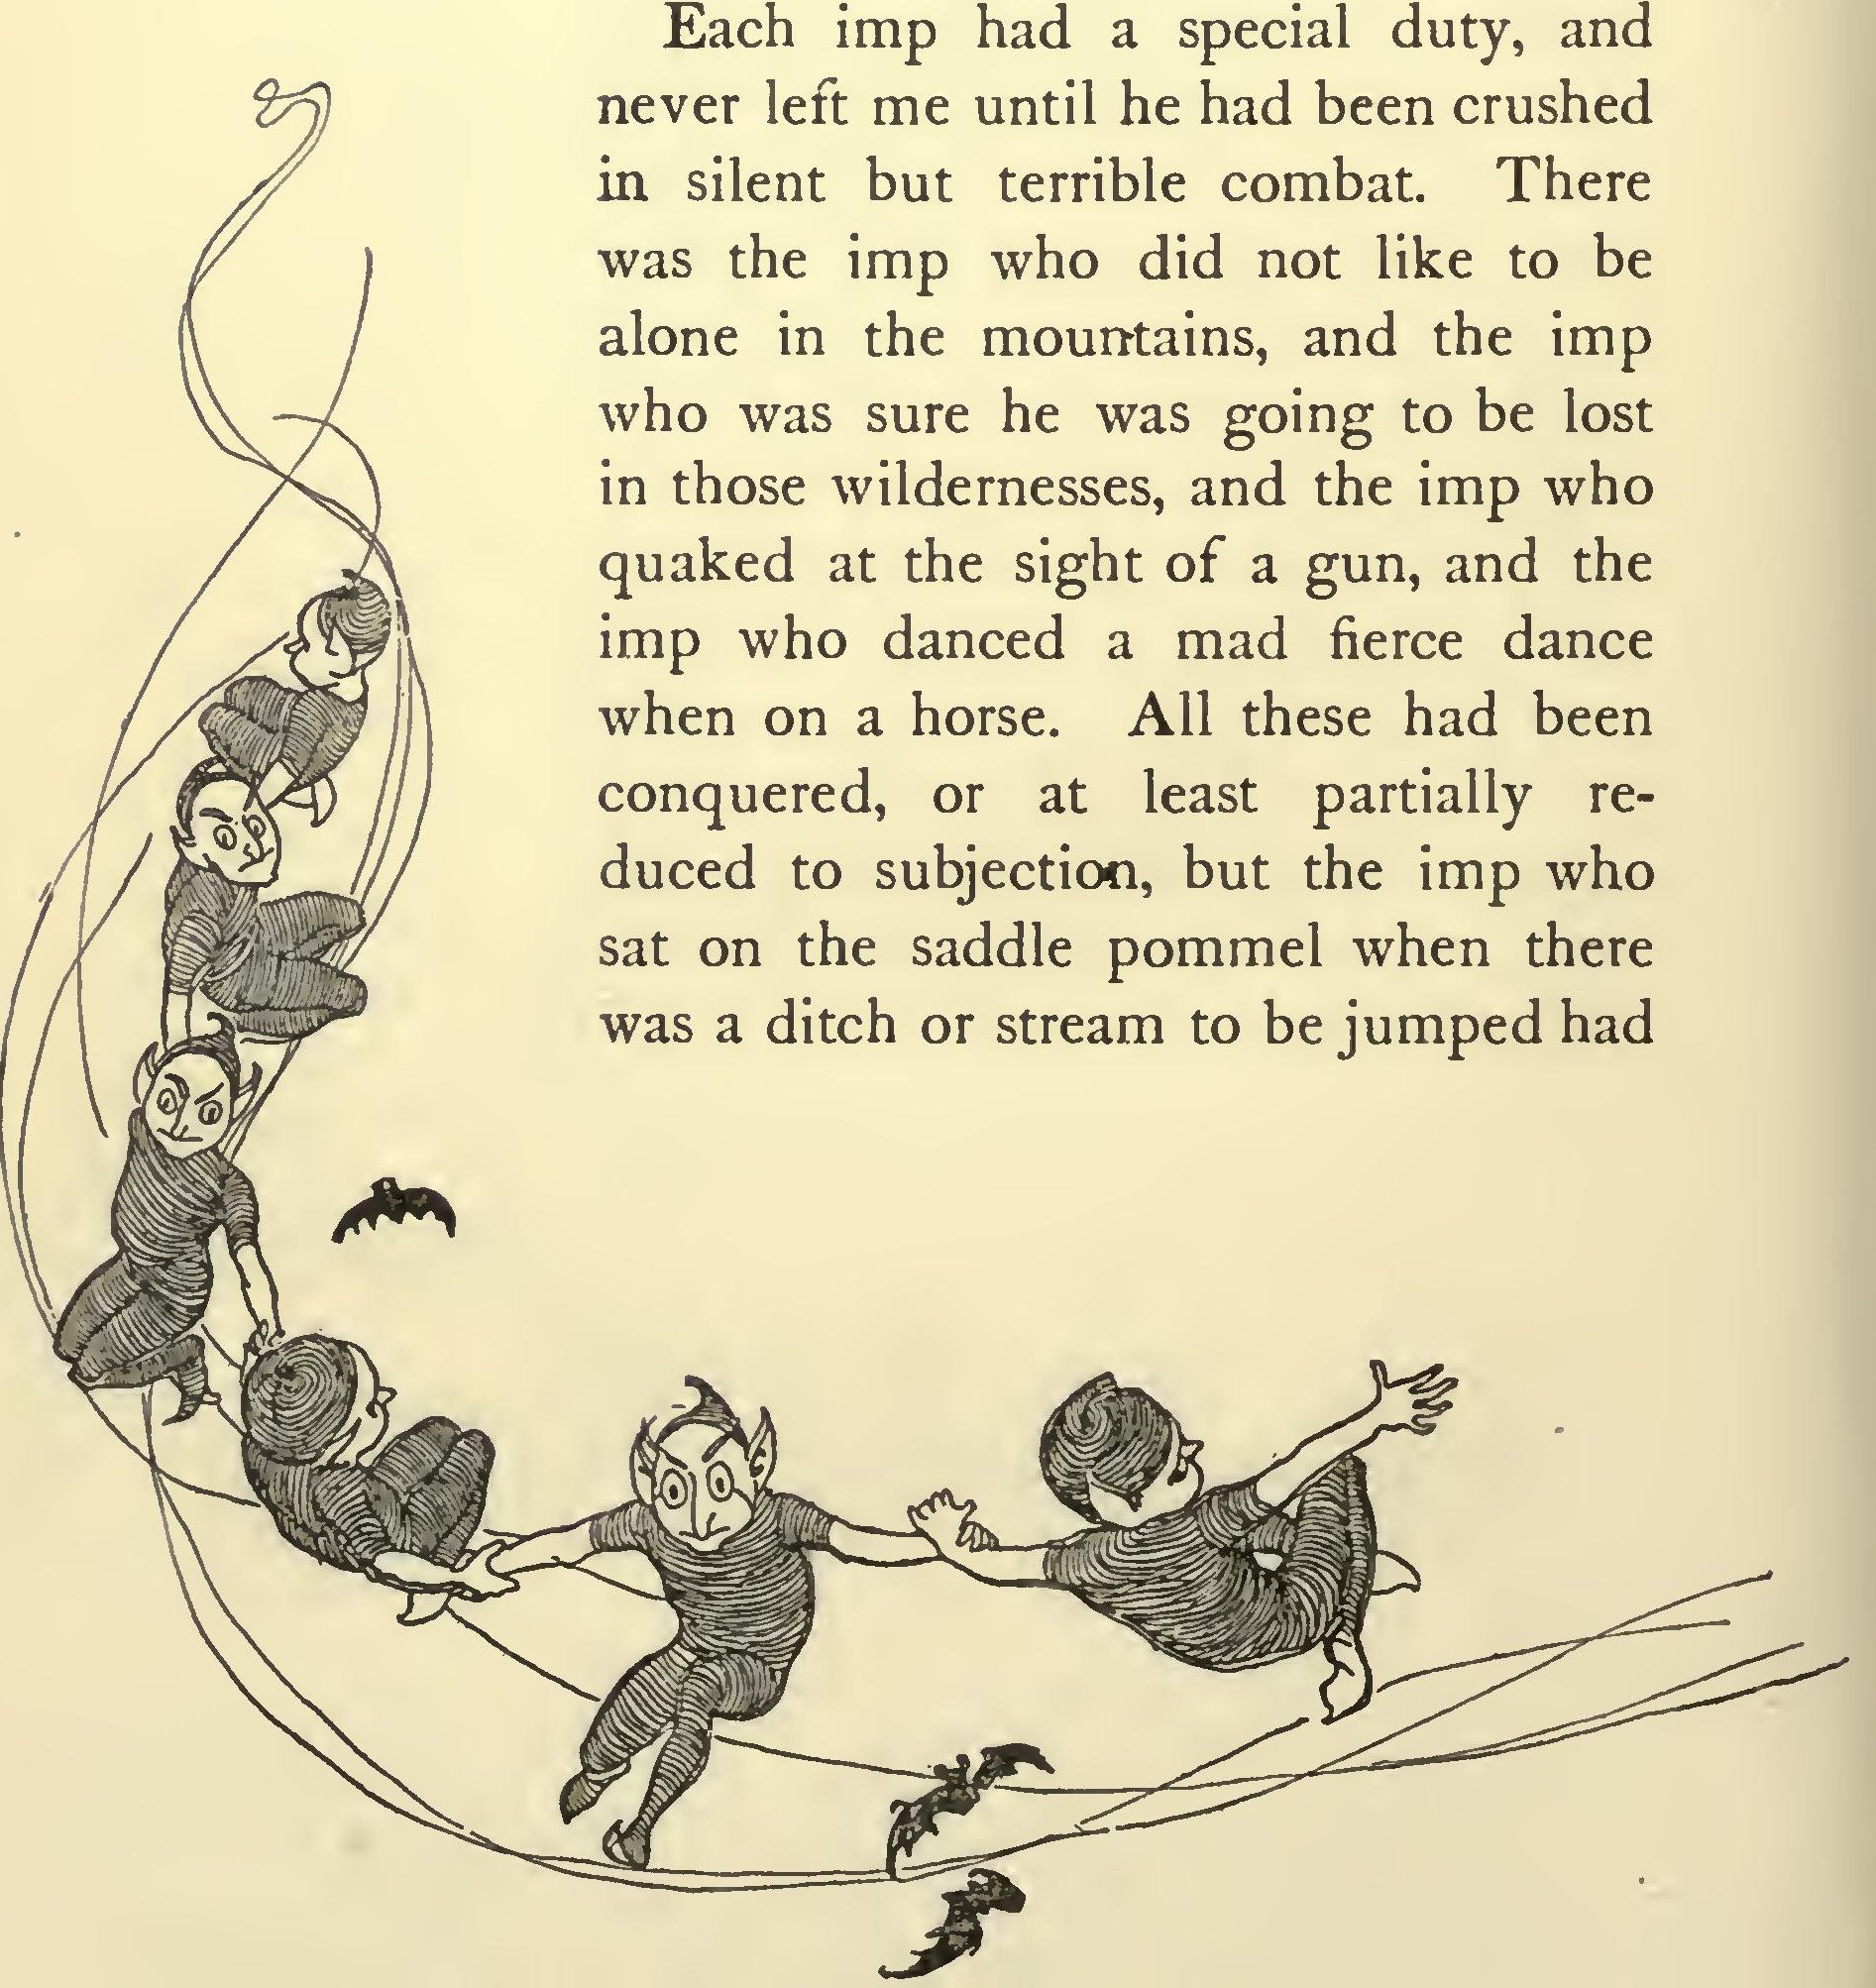 Each imp had a special duty, and
never left me until he had been crushed
in silent but terrible combat. There
was the imp who did not like to be
alone in the mountains, and the imp
who was sure he was going to be lost
in those wildernesses, and the imp who
quaked at the sight of a gun, and the
imp who danced a mad fierce dance
when on a horse. All these had been
conquered, or at least partially re-
duced to subjection, but the imp who
sat on the saddle pommel when there
was a ditch or stream to be jumped had